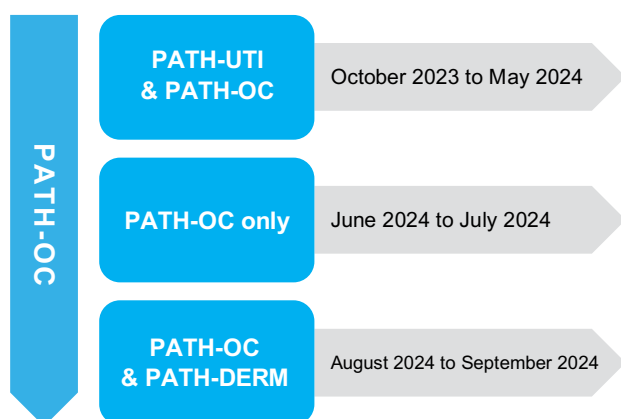 PATH-OC
PATH-UTI
& PATH-OC
October 2023 to May 2024
PATH-OC only
June 2024 to July 2024
PATH-OC
& PATH-DERM
August 2024 to September 2024